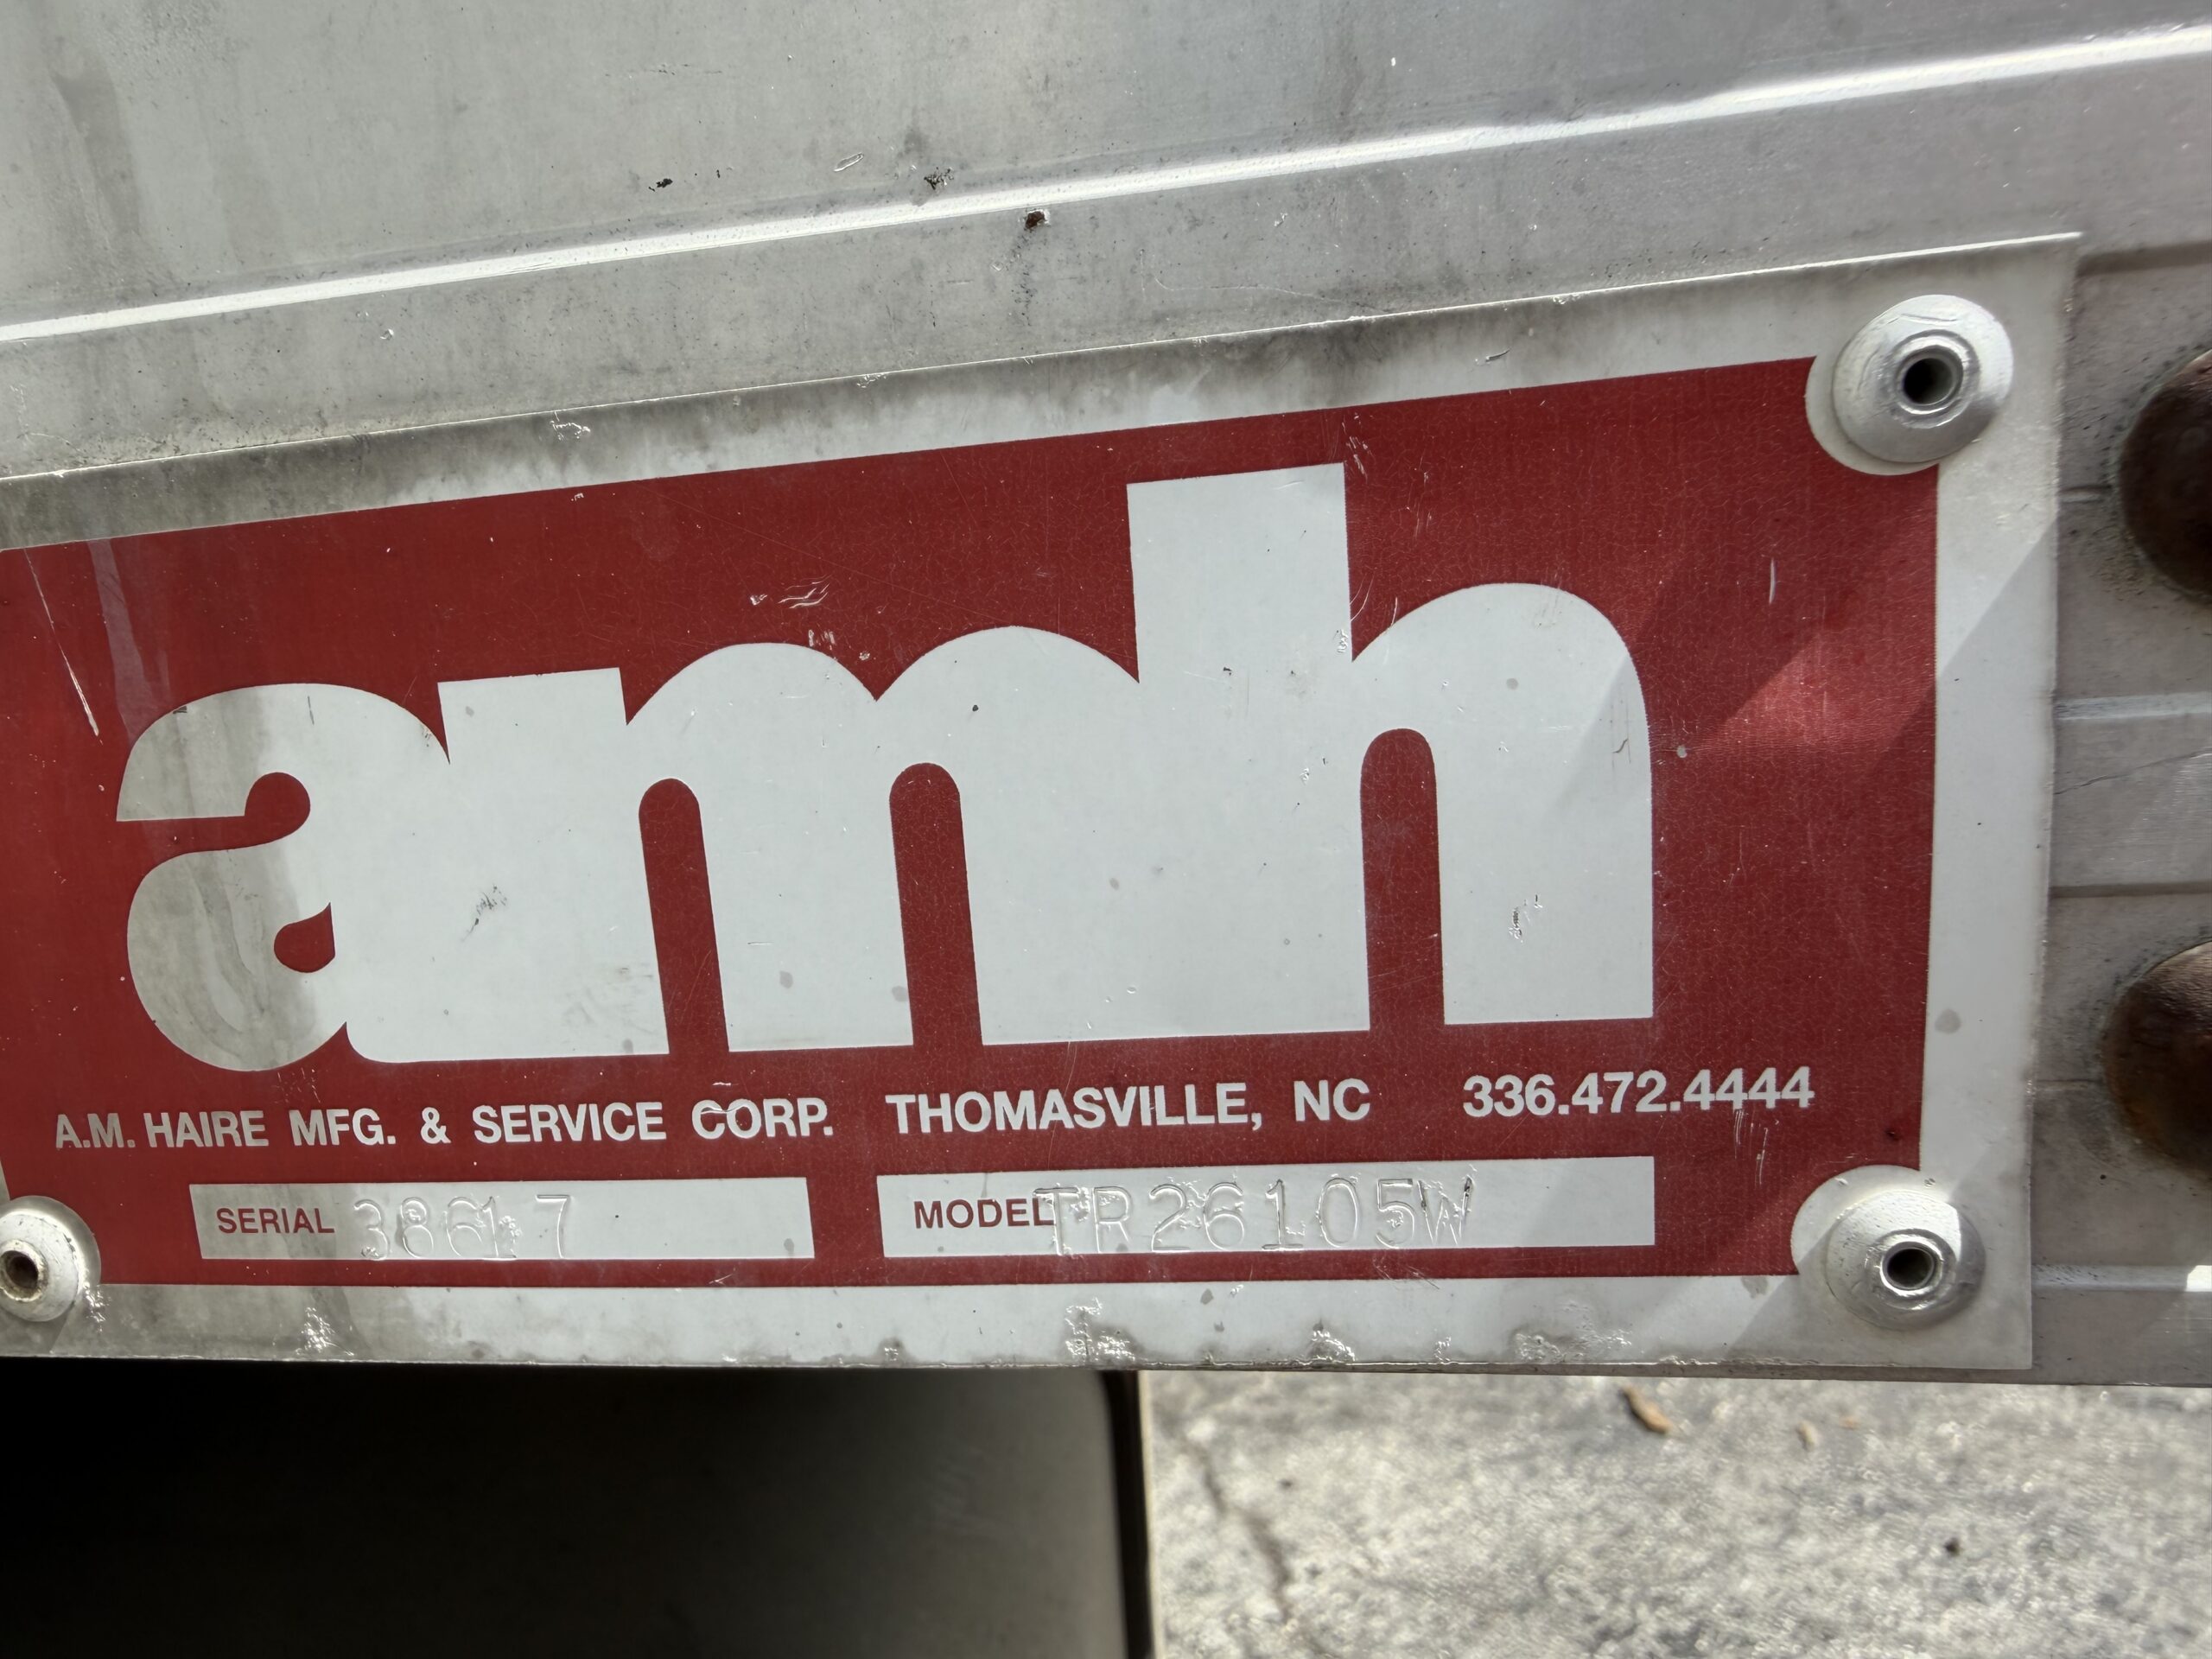 amh
A.M. HAIRE MFG. & SERVICE CORP. THOMASVILLE, NC 336.472.4444
SERIAL 38617 MODEL TR26105W